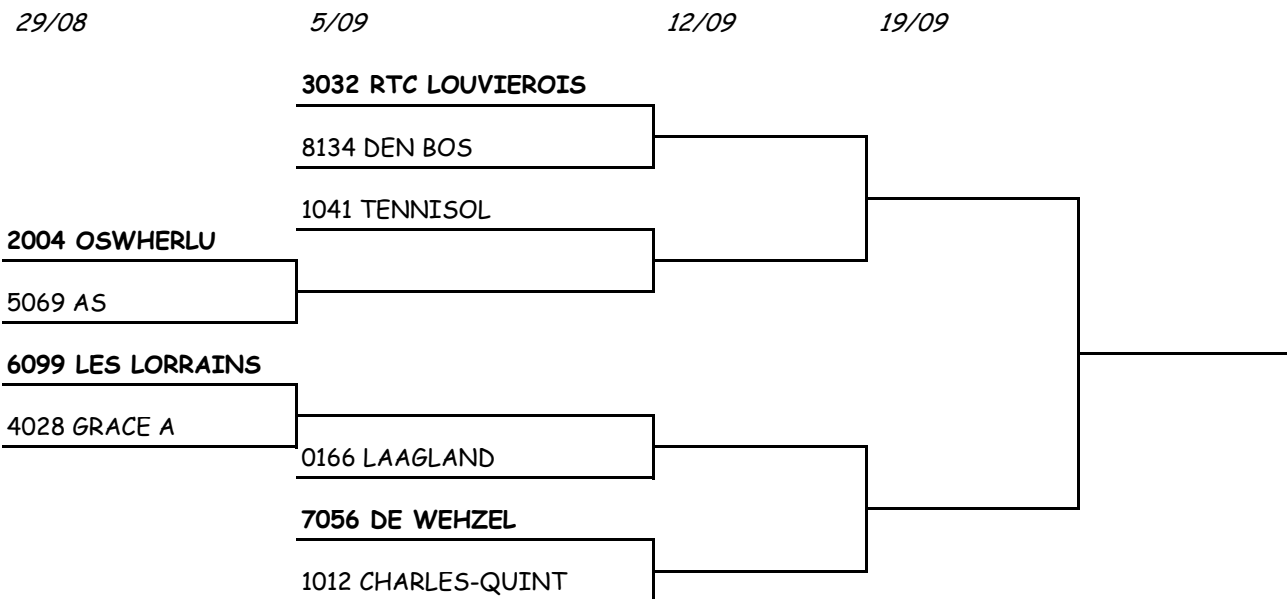 29/08 5/09 12/09 19/09
3032 RTC LOUVIEROIS
8134 DEN BOS
1041 TENNISOL
2004 OSWHERLU
5069 AS
6099 LES LORRAINS
4028 GRACE A
0166 LAAGLAND
7056 DE WEHZEL
1012 CHARLES-QUINT